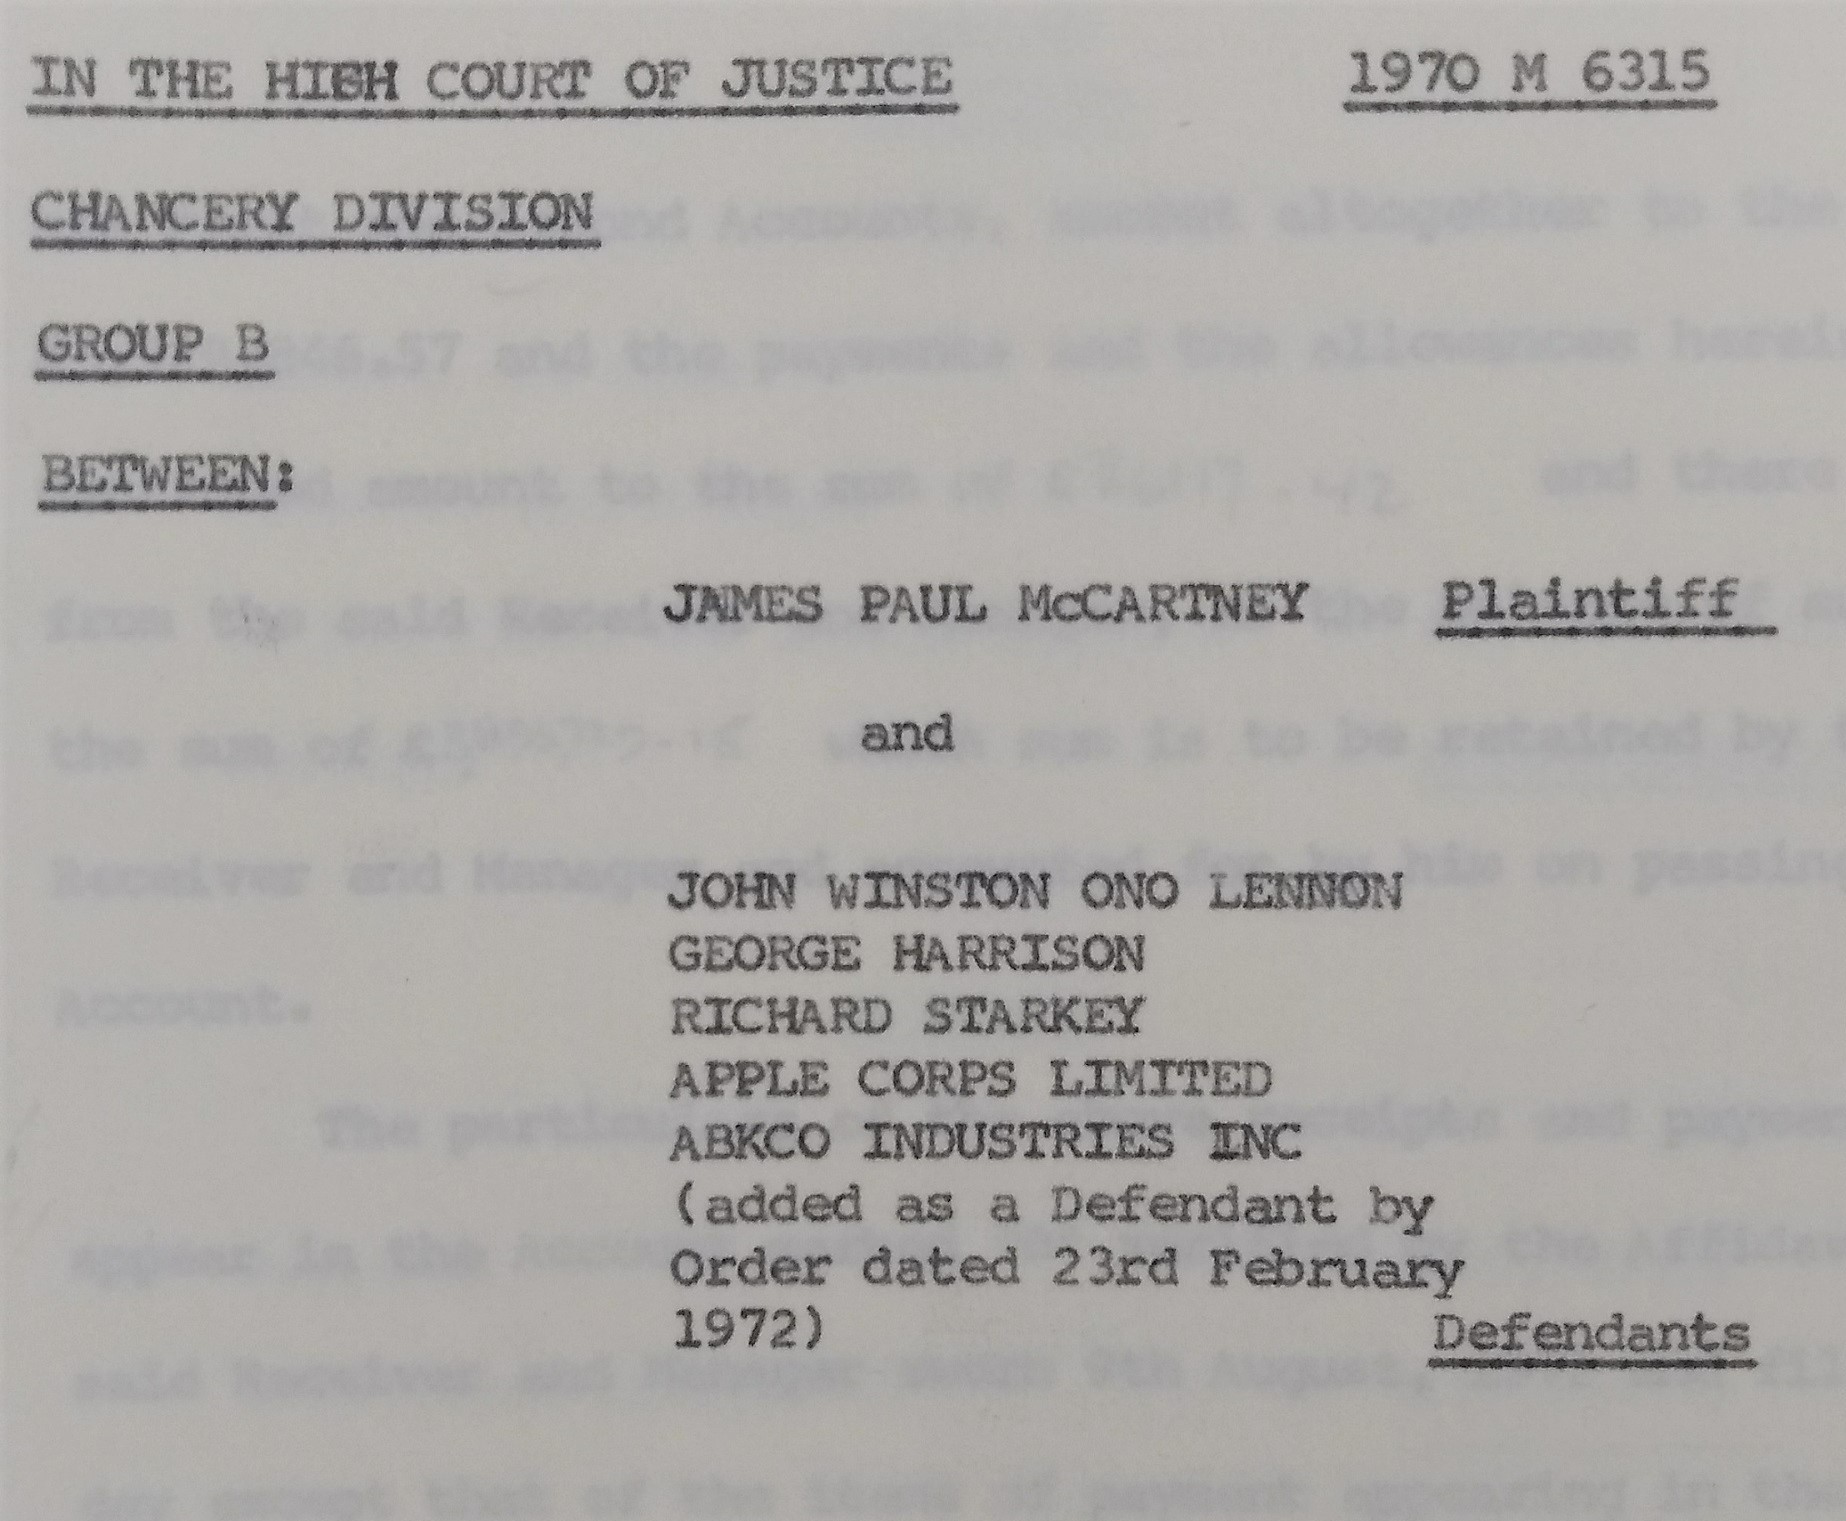 IN THE HIGH COURT OF JUSTICE 1970 M 6315
CHANCERY DIVISION
GROUP B
BETWEEN:
JAMES PAUL McCARTNEY Plaintiff
and
JOHN WINSTON ONO LENNON
GEORGE HARRISON
RICHARD STARKEY
APPLE CORPS LIMITED
ABKCO INDUSTRIES INC
(added as a Defendant by
Order dated 23rd February
1972) Defendants